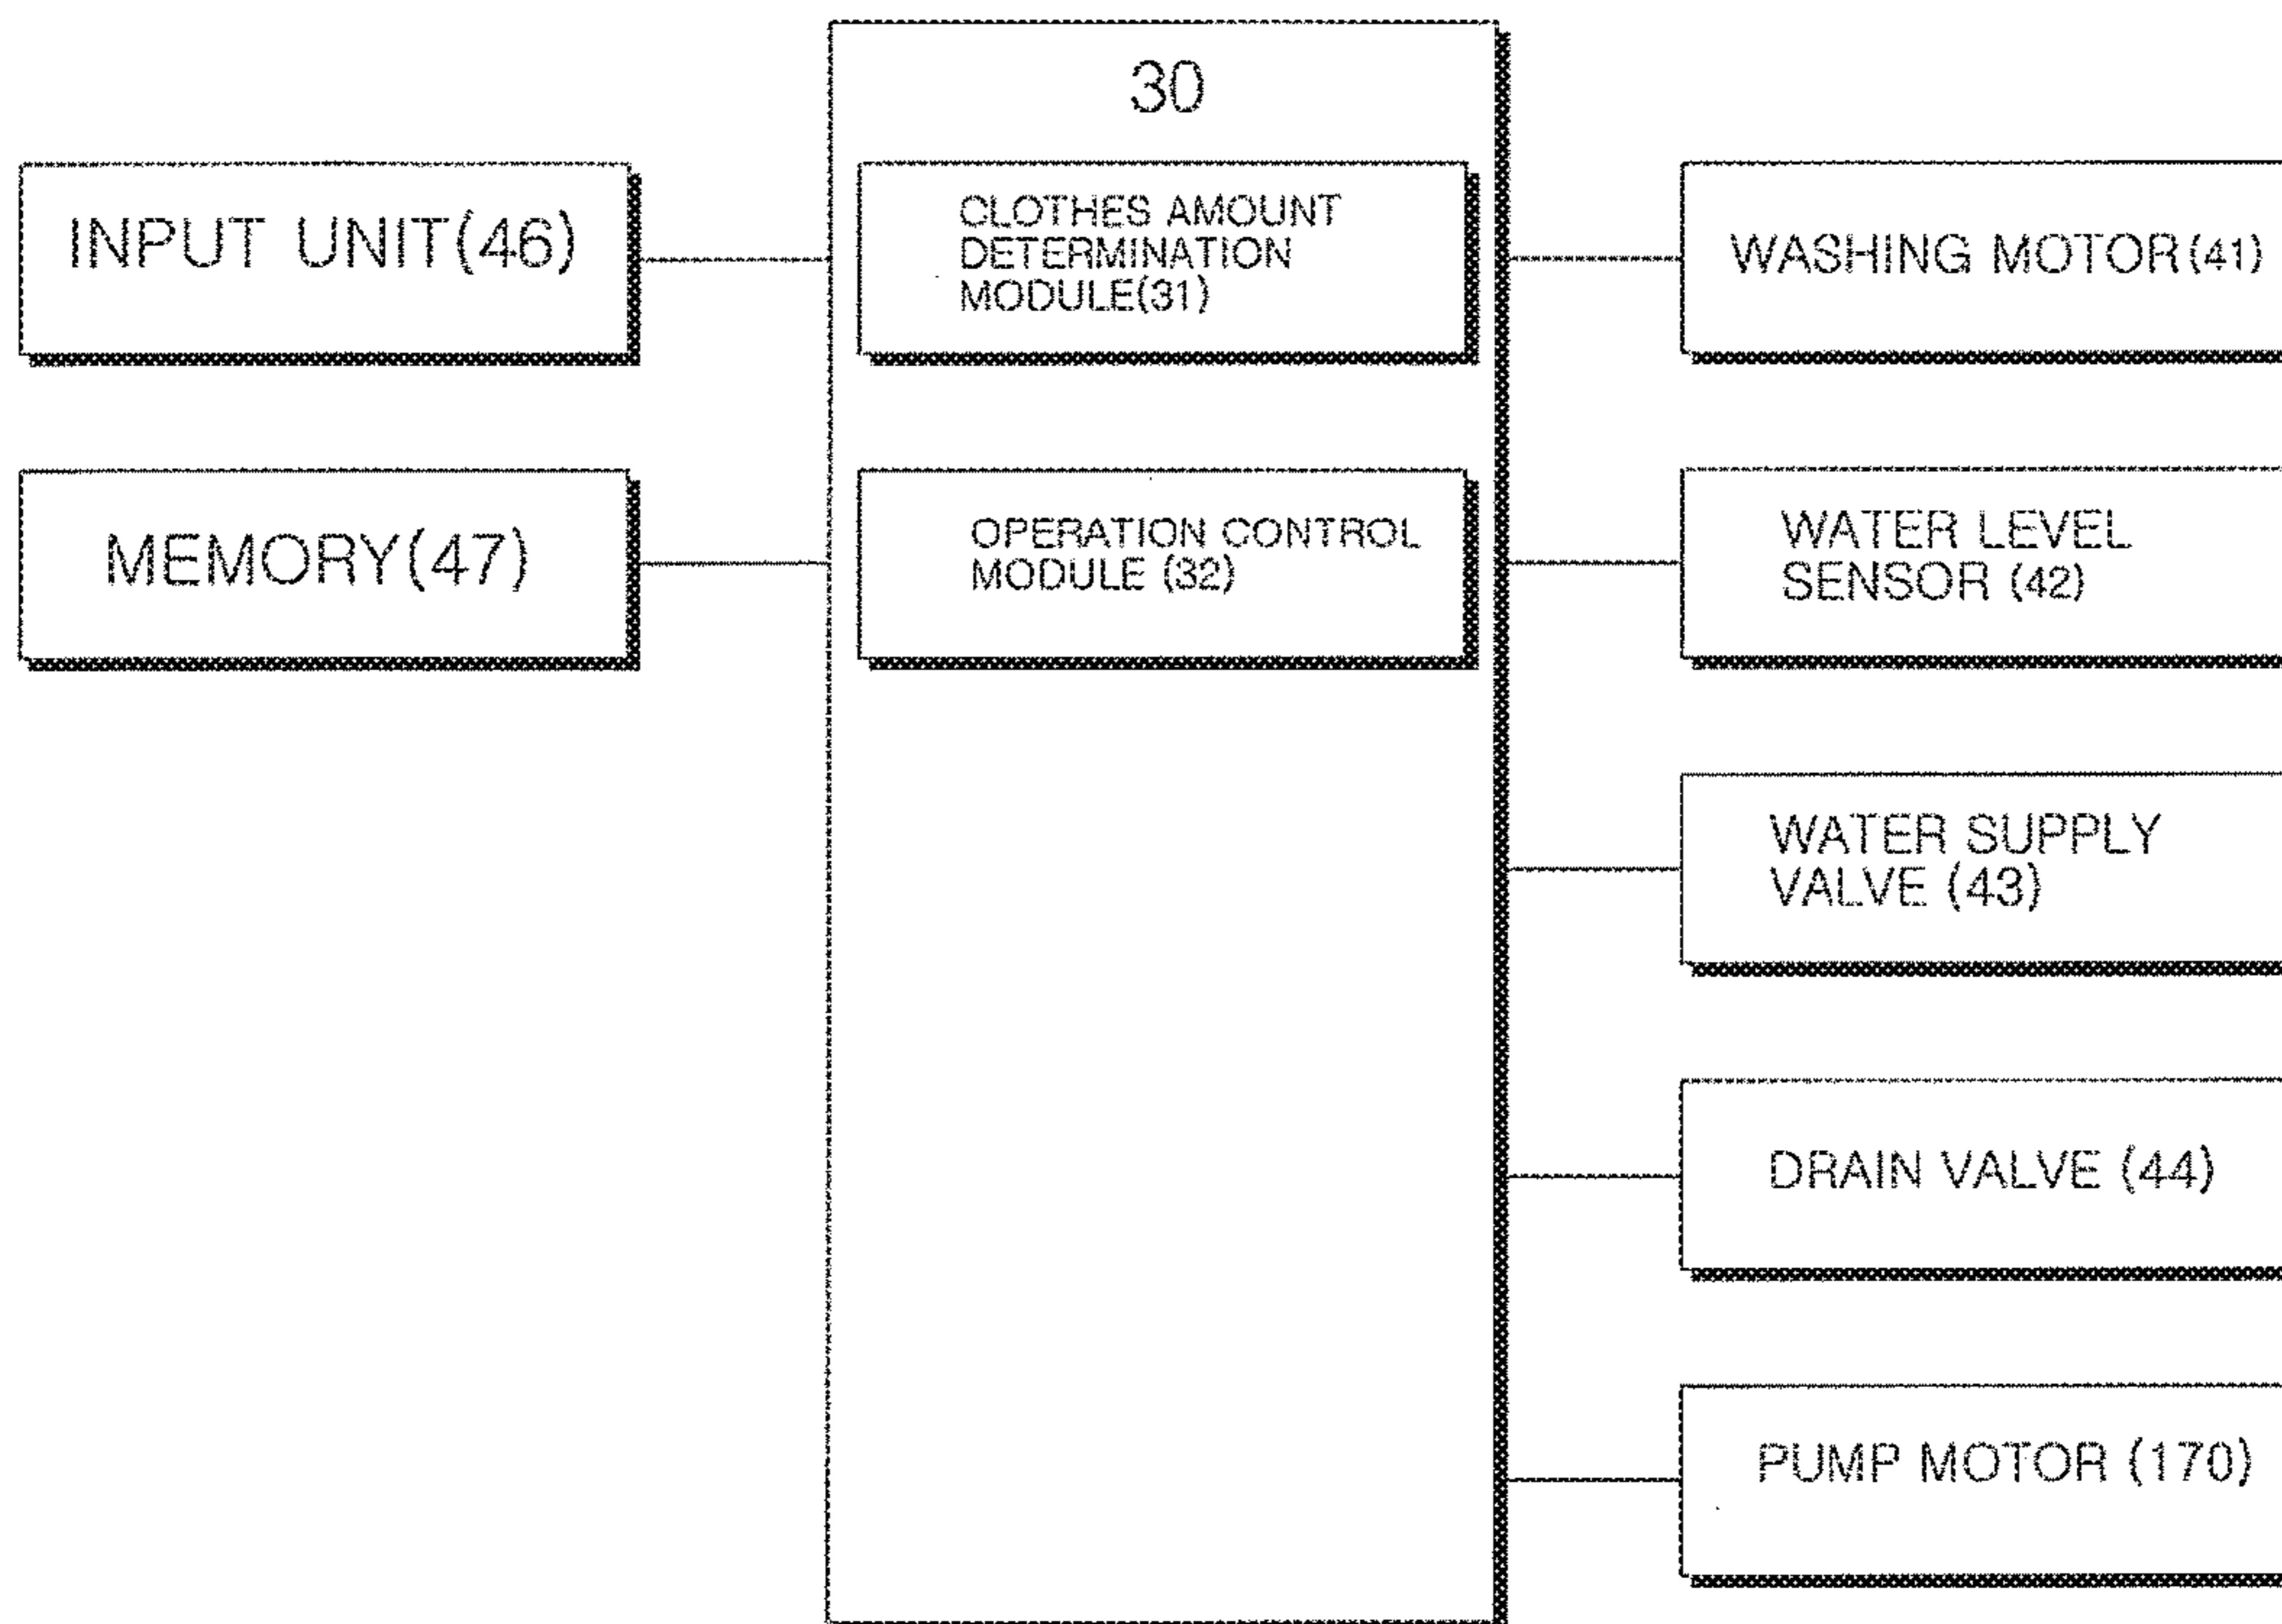 30
INPUT UNIT(46)
CLOTHES AMOUNT
DETERMINATION
MODULE(31)
WASHING MOTOR(41)
MEMORY(47)
OPERATION CONTROL
MODULE (32)
WATER LEVEL
SENSOR (42)
WATER SUPPLY
VALVE (43)
DRAIN VALVE (44)
PUMP MOTOR (170)